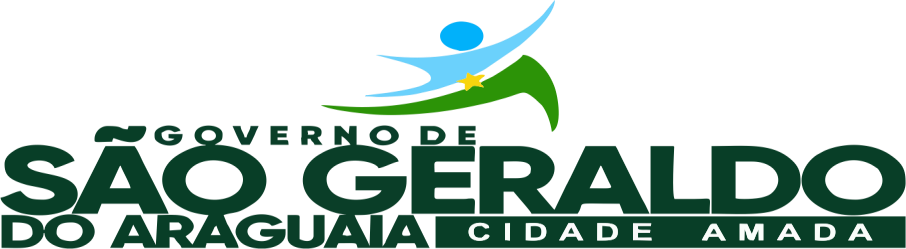 GOVERNO DE
SÃO GERALDO
DO ARAGUAIA CIDADE AMADA